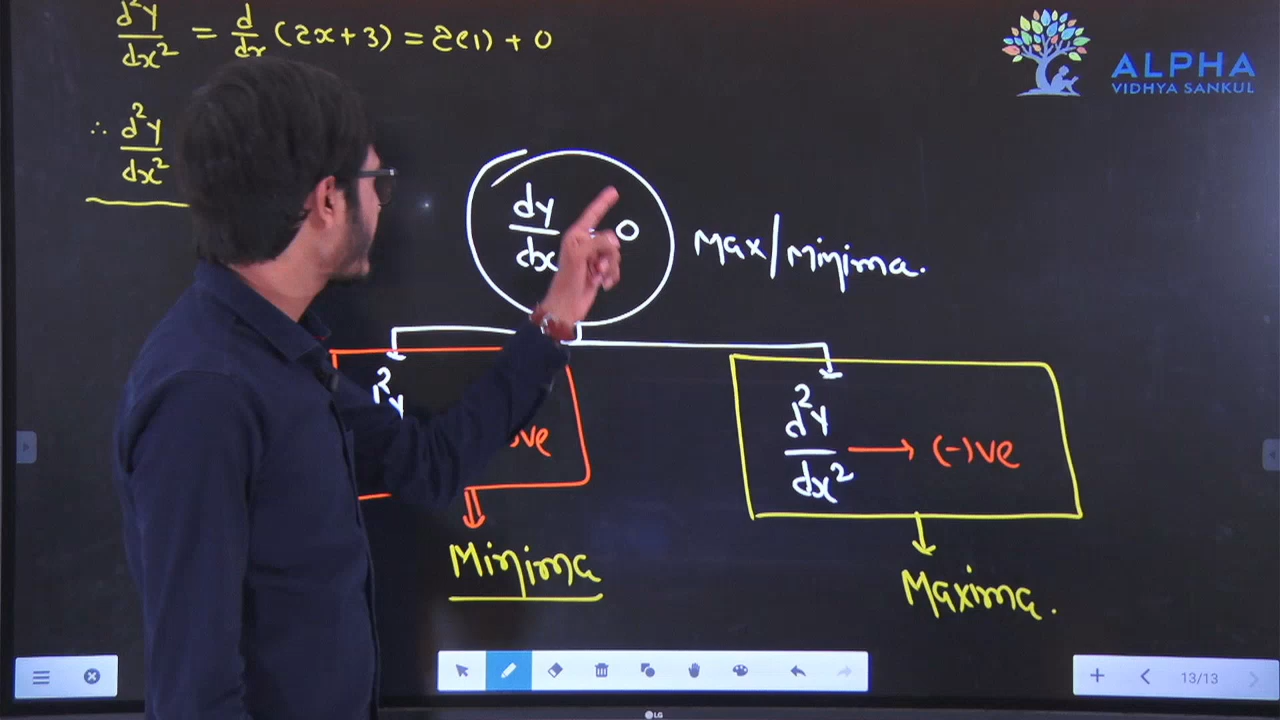 d²y/dx² = d/dx (2x+3) = 2(1) + 0
ALPHA
VIDHYA SANKUL
∴ d²y/dx²
dy/dx = 0 Max/Minima.
²y
ve
d²y/dx² → (-)ve
Minima
Maxima.
13/13
LG